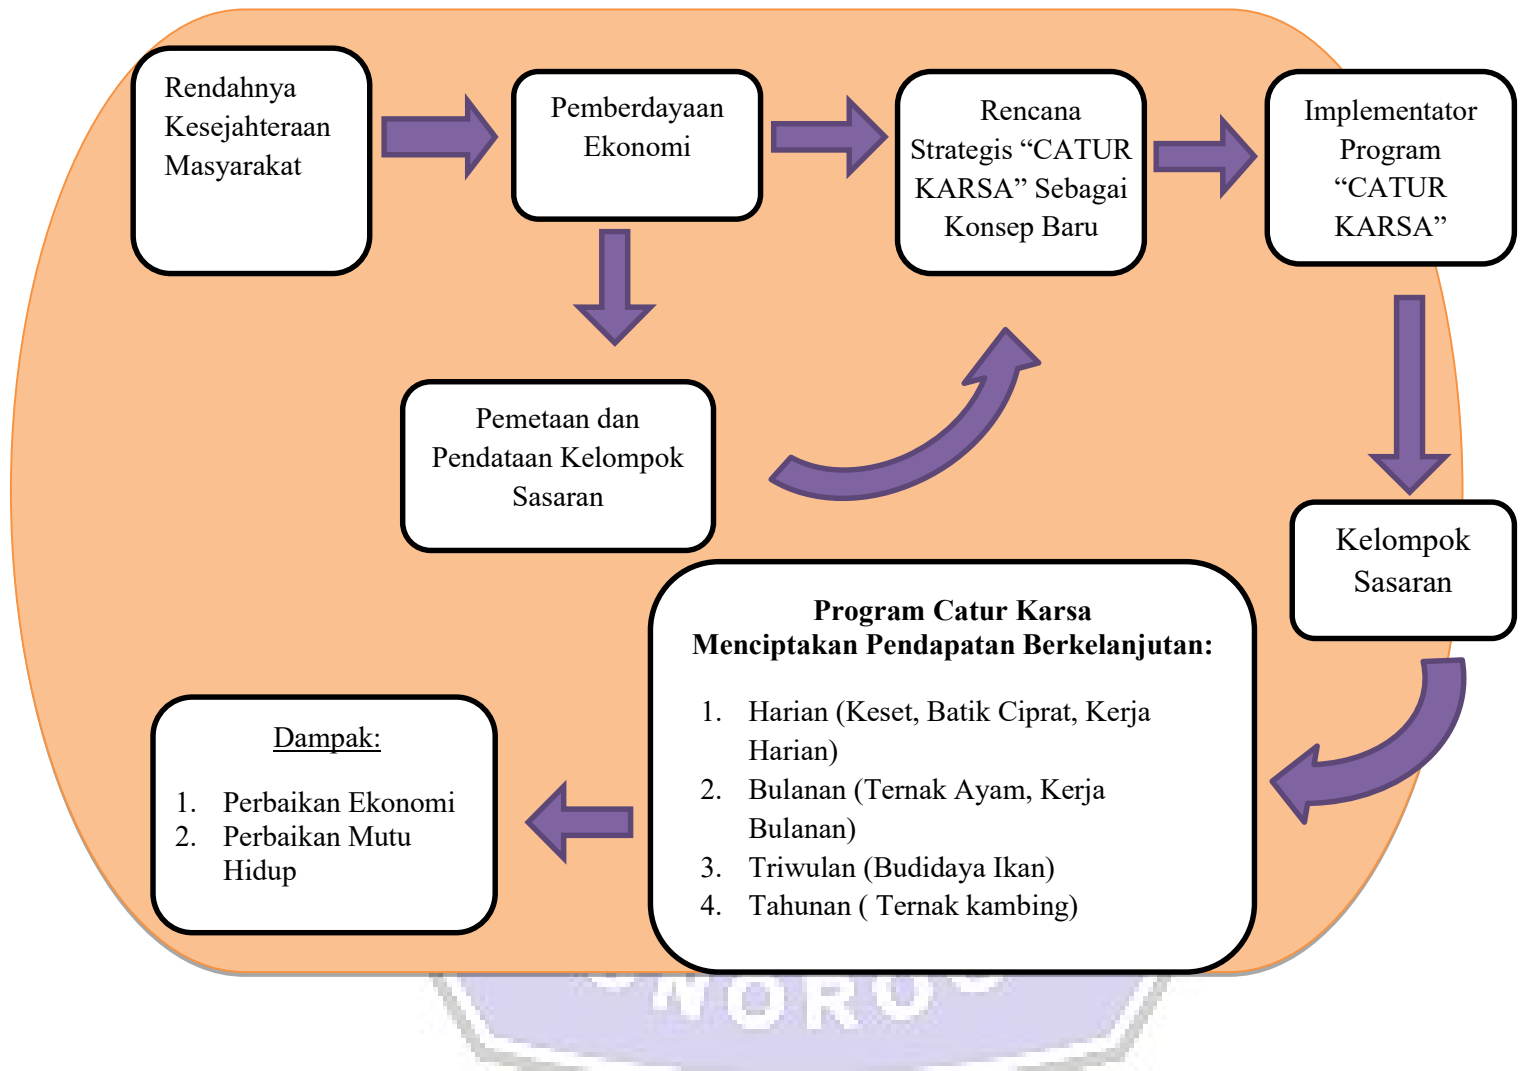 Rendahnya
Kesejahteraan
Masyarakat
Pemberdayaan
Ekonomi
Rencana
Strategis “CATUR
KARSA” Sebagai
Konsep Baru
Implementator
Program
“CATUR
KARSA”
Pemetaan dan
Pendataan Kelompok
Sasaran
Kelompok
Sasaran
Program Catur Karsa
Menciptakan Pendapatan Berkelanjutan:
1. Harian (Keset, Batik Ciprat, Kerja
Harian)
2. Bulanan (Ternak Ayam, Kerja
Bulanan)
3. Triwulan (Budidaya Ikan)
4. Tahunan ( Ternak kambing)
Dampak:
1. Perbaikan Ekonomi
2. Perbaikan Mutu
Hidup